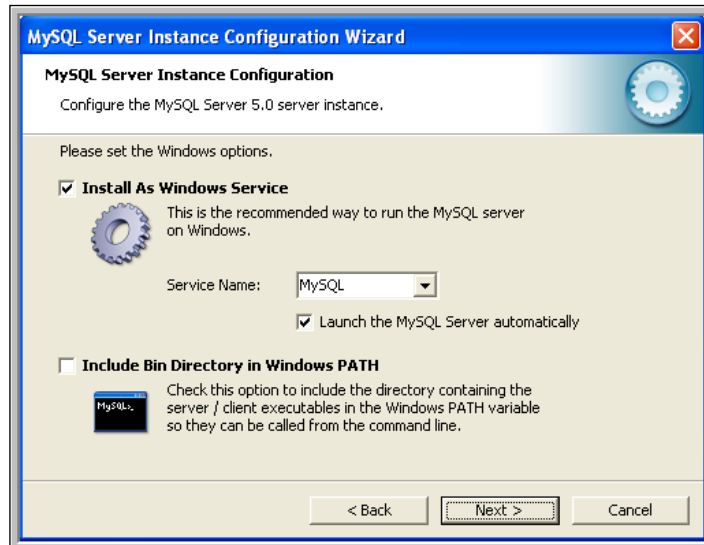 MySQL Server Instance Configuration Wizard
MySQL Server Instance Configuration
Configure the MySQL Server 5.0 server instance.
Please set the Windows options.
Install As Windows Service
This is the recommended way to run the MySQL server
on Windows.
Service Name:
MySQL
Launch the MySQL Server automatically
Include Bin Directory in Windows PATH
MySQL>_
Check this option to include the directory containing the
server / client executables in the Windows PATH variable
so they can be called from the command line.
< Back
Next >
Cancel